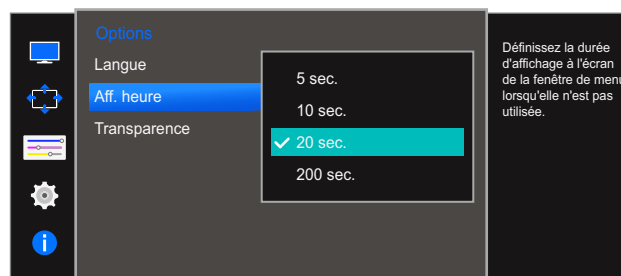 Options
Langue
Aff. heure
Transparence
5 sec.
10 sec.
20 sec.
200 sec.
Définissez la durée
d'affichage à l'écran
de la fenêtre de menu
lorsqu'elle n'est pas
utilisée.